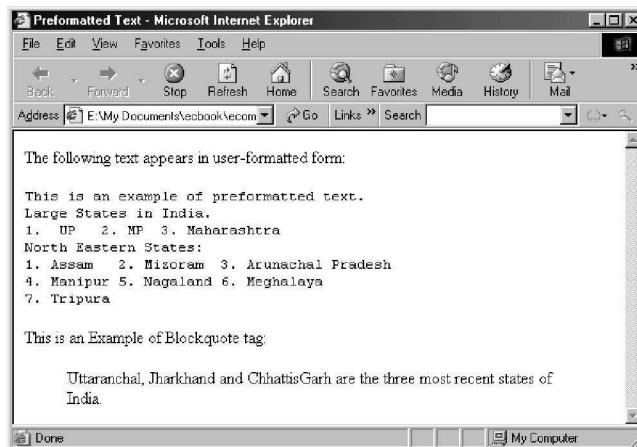 Preformatted Text - Microsoft Internet Explorer
File Edit View Favorites Tools Help
Back Forward Stop Refresh Home Search Favorites Media History Mail »
Address E:\My Documents\ecbook\ecom Go Links » Search
The following text appears in user-formatted form:
This is an example of preformatted text.
Large States in India.
1. UP 2. MP 3. Maharashtra
North Eastern States:
1. Assam 2. Mizoram 3. Arunachal Pradesh
4. Manipur 5. Nagaland 6. Meghalaya
7. Tripura
This is an Example of Blockquote tag:
Uttaranchal, Jharkhand and ChhattisGarh are the three most recent states of
India.
Done My Computer